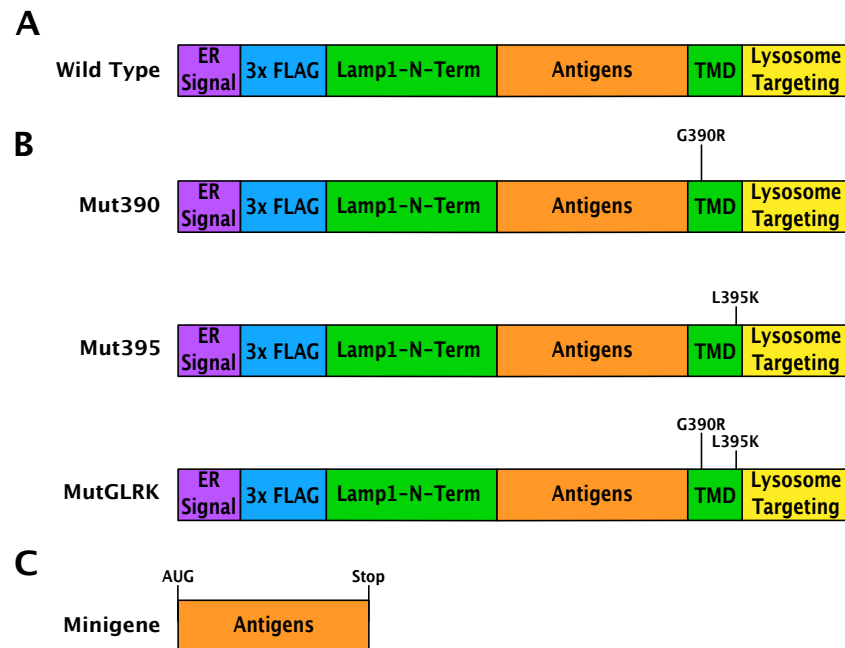 A
Wild Type
ER
Signal
3x FLAG
Lamp1-N-Term
Antigens
TMD
Lysosome
Targeting
B
G390R
Mut390
ER
Signal
3x FLAG
Lamp1-N-Term
Antigens
TMD
Lysosome
Targeting
L395K
Mut395
ER
Signal
3x FLAG
Lamp1-N-Term
Antigens
TMD
Lysosome
Targeting
G390R
L395K
MutGLRK
ER
Signal
3x FLAG
Lamp1-N-Term
Antigens
TMD
Lysosome
Targeting
C
AUG
Stop
Minigene
Antigens